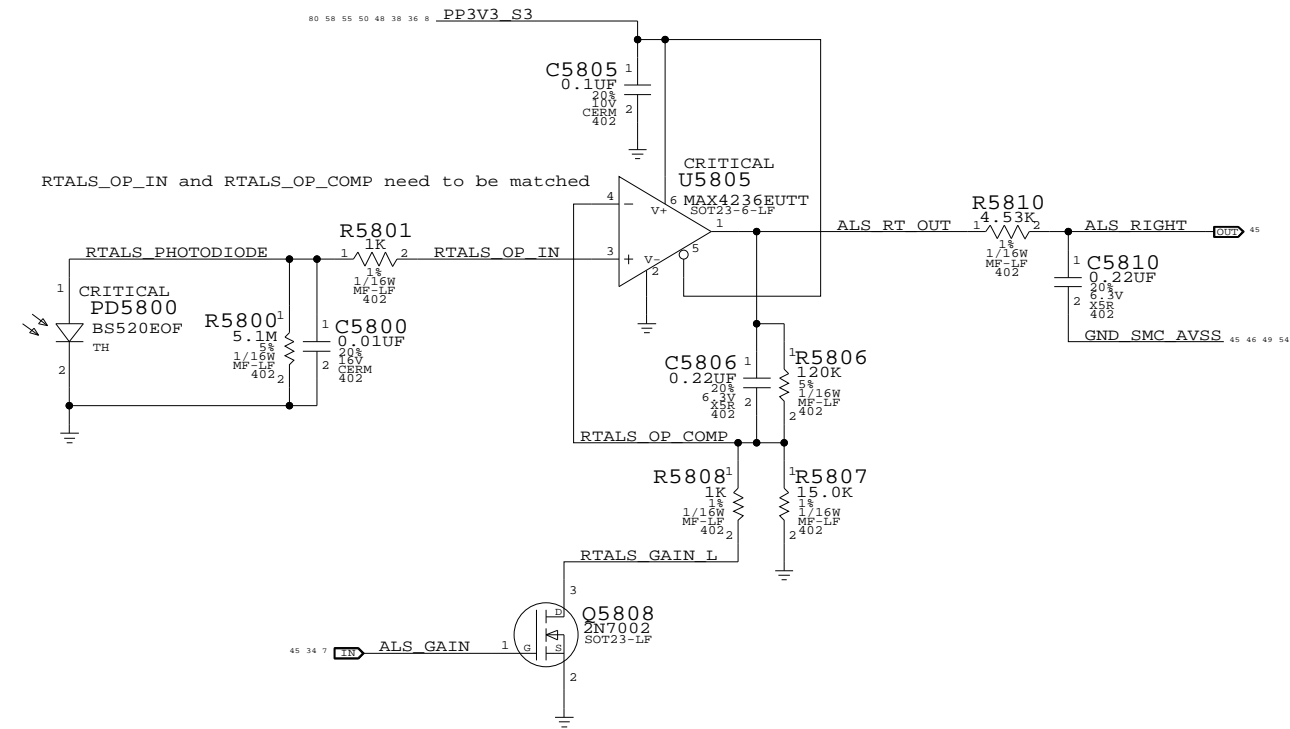 80 58 55 50 48 38 36 8 PP3V3_S3
C5805 1
0.1UF
20%
10V
CERM
402
2
CRITICAL
U5805
MAX4236EUTT
SOT23-6-LF
RTALS_OP_IN and RTALS_OP_COMP need to be matched
4
6
V+
1
5
3
V-
2
ALS_RT_OUT
R5810
4.53K
1 2
1%
1/16W
MF-LF
402
ALS_RIGHT
OUT 45
RTALS_PHOTODIODE
R5801
1K
1 2
1%
1/16W
MF-LF
402
RTALS_OP_IN
1
C5810
0.22UF
20%
6.3V
X5R
402
2
GND_SMC_AVSS 45 46 49 54
1
CRITICAL
PD5800
BS520EOF
TH
2
R5800 1
5.1M
5%
1/16W
MF-LF
402 2
1 C5800
0.01UF
20%
16V
CERM
402
2
C5806 1
0.22UF
20%
6.3V
X5R
402
2
1 R5806
120K
5%
1/16W
MF-LF
402
2
RTALS_OP_COMP
R5808 1
1K
1%
1/16W
MF-LF
402 2
1 R5807
15.0K
1%
1/16W
MF-LF
402
2
RTALS_GAIN_L
3
D
Q5808
2N7002
SOT23-LF
45 34 7 IN ALS_GAIN 1 G S
2